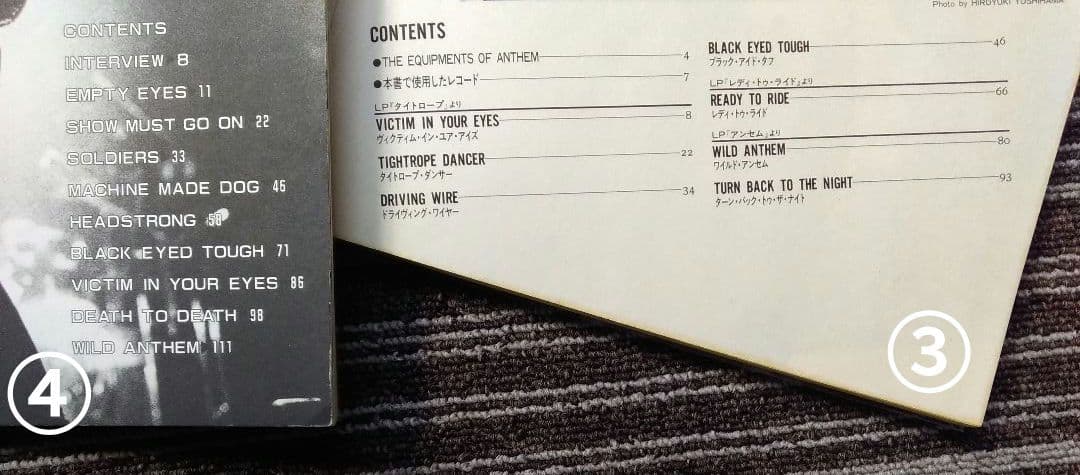 CONTENTS
INTERVIEW 8
EMPTY EYES 11
SHOW MUST GO ON 22
SOLDIERS 33
MACHINE MADE DOG 45
HEADSTRONG 58
BLACK EYED TOUGH 71
VICTIM IN YOUR EYES 86
DEATH TO DEATH 98
WILD ANTHEM 111
④
Photo by HIROYUKI YOSHIHAMA
CONTENTS
●THE EQUIPMENTS OF ANTHEM 4
●本書で使用したレコード 7
LP『タイトロープ』より
VICTIM IN YOUR EYES 8
ヴィクティム・イン・ユア・アイズ
TIGHTROPE DANCER 22
タイトロープ・ダンサー
DRIVING WIRE 34
ドライヴィング・ワイヤー
BLACK EYED TOUGH 46
ブラック・アイド・タフ
LP『レディ・トゥ・ライド』より
READY TO RIDE 66
レディ・トゥ・ライド
LP『アンセム』より
WILD ANTHEM 80
ワイルド・アンセム
TURN BACK TO THE NIGHT 93
ターン・バック・トゥ・ザ・ナイト
③